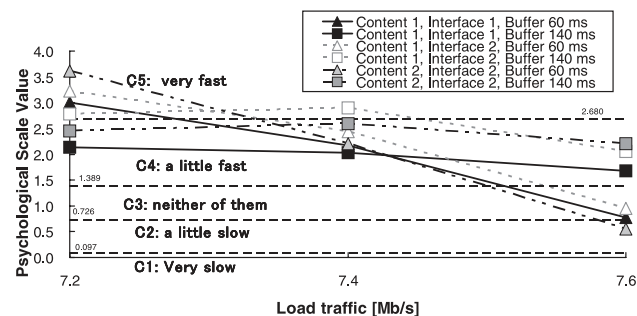 Content 1, Interface 1, Buffer 60 ms
Content 1, Interface 1, Buffer 140 ms
Content 1, Interface 2, Buffer 60 ms
Content 1, Interface 2, Buffer 140 ms
Content 2, Interface 2, Buffer 60 ms
Content 2, Interface 2, Buffer 140 ms
Psychological Scale Value
4.0
3.5
3.0
2.5
2.0
1.5
1.0
0.5
0.0
C5: very fast
2.680
C4: a little fast
1.389
C3: neither of them
0.726
C2: a little slow
0.097
C1: Very slow
7.2
7.4
7.6
Load traffic [Mb/s]